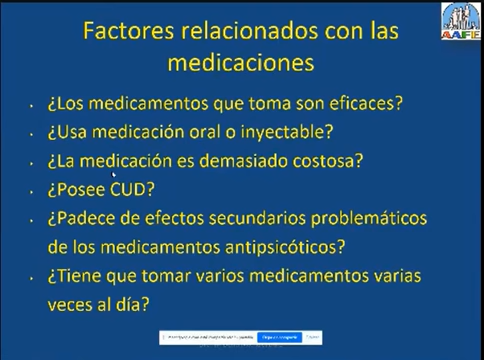 Factores relacionados con las
medicaciones
AAFE
¿Los medicamentos que toma son eficaces?
¿Usa medicación oral o inyectable?
¿La medicación es demasiado costosa?
¿Posee CUD?
¿Padece de efectos secundarios problemáticos
de los medicamentos antipsicóticos?
¿Tiene que tomar varios medicamentos varias
veces al día?